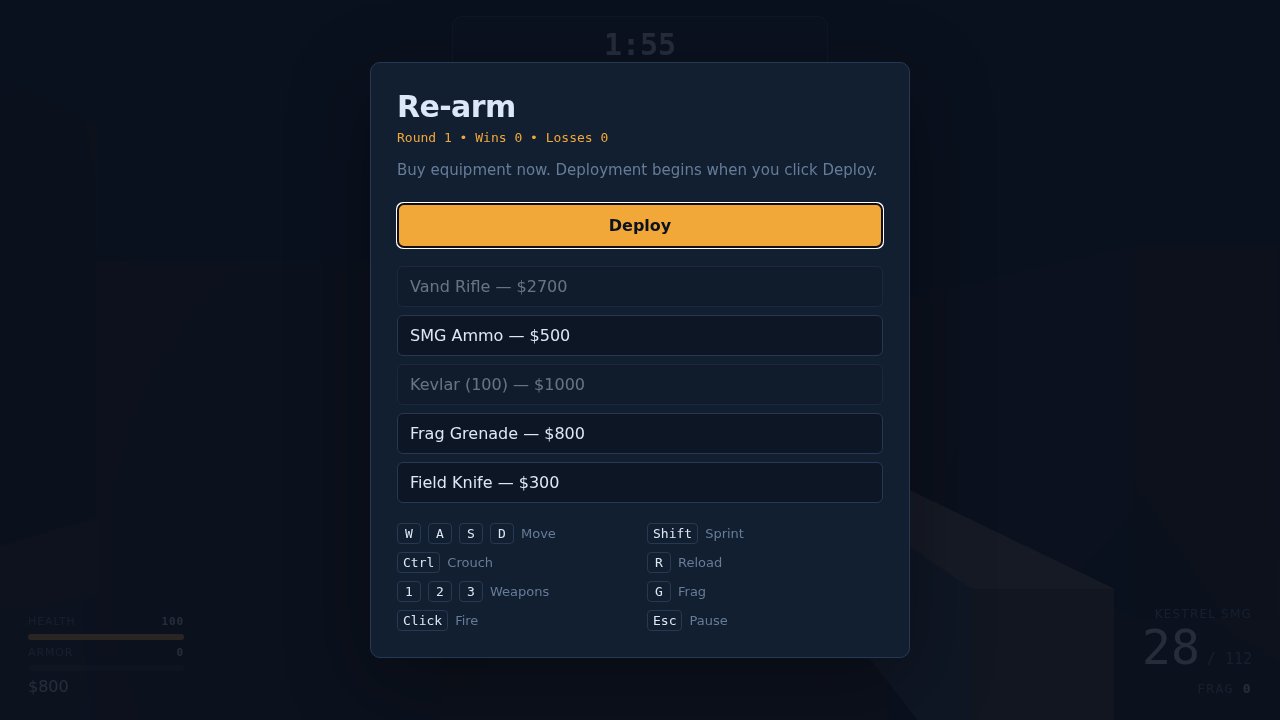 1:55
Re-arm
Round 1 • Wins 0 • Losses 0
Buy equipment now. Deployment begins when you click Deploy.
Deploy
Vand Rifle — $2700
SMG Ammo — $500
Kevlar (100) — $1000
Frag Grenade — $800
Field Knife — $300
W A S D Move
Shift Sprint
Ctrl Crouch
R Reload
1 2 3 Weapons
G Frag
Click Fire
Esc Pause
HEALTH 100
ARMOR 0
$800
KESTREL SMG
28 / 112
FRAG 0